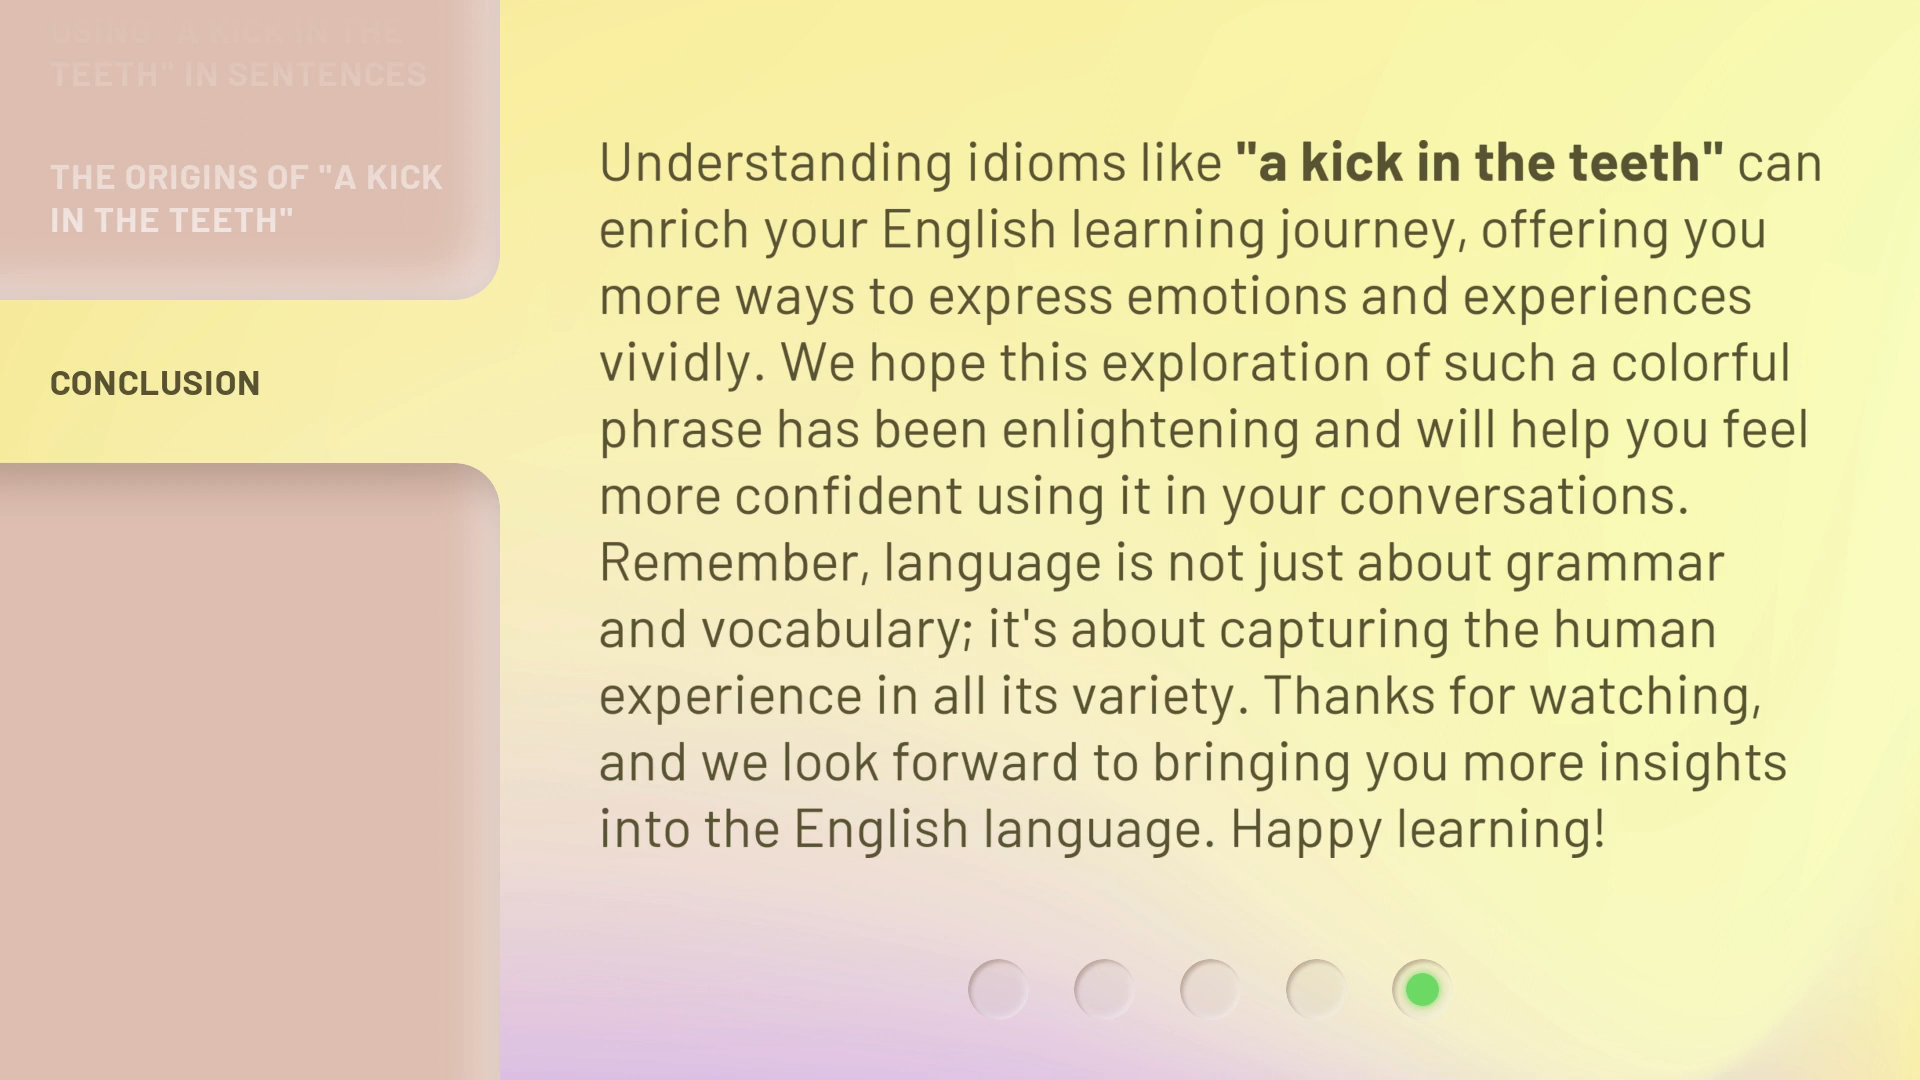 USING "A KICK IN THE
TEETH" IN SENTENCES
THE ORIGINS OF "A KICK
IN THE TEETH"
CONCLUSION
Understanding idioms like "a kick in the teeth" can
enrich your English learning journey, offering you
more ways to express emotions and experiences
vividly. We hope this exploration of such a colorful
phrase has been enlightening and will help you feel
more confident using it in your conversations.
Remember, language is not just about grammar
and vocabulary; it's about capturing the human
experience in all its variety. Thanks for watching,
and we look forward to bringing you more insights
into the English language. Happy learning!